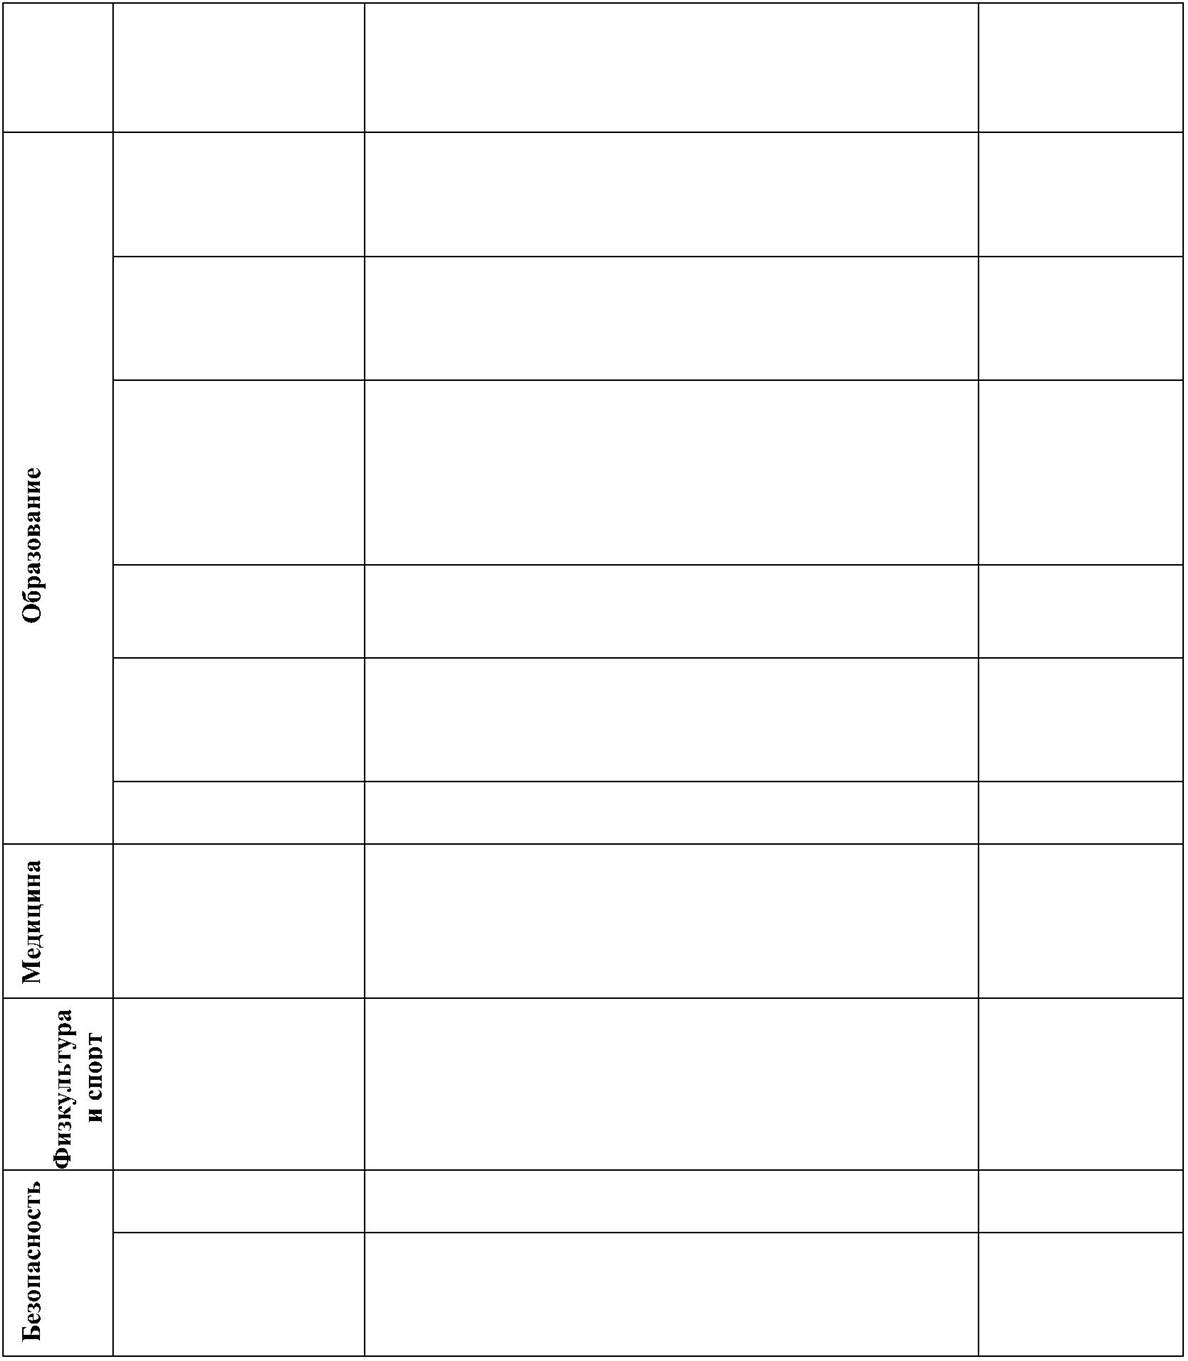 Образование
Медицина
Физкультура
и спорт
Безопасность